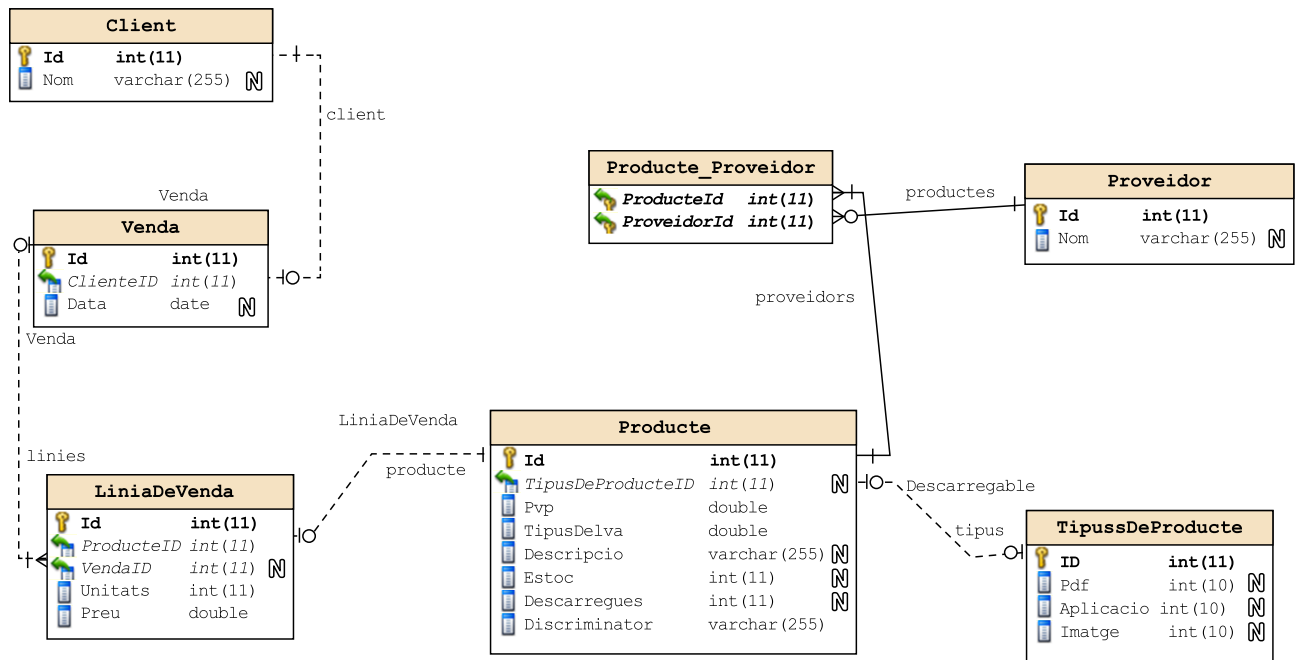 Client
Id int(11)
Nom varchar(255) N
client
Venda
Venda
Id int(11)
ClienteID int(11)
Data date N
Venda
linies
LiniaDeVenda
Id int(11)
ProducteID int(11)
VendaID int(11) N
Unitats int(11)
Preu double
LiniaDeVenda
producte
Producte_Proveidor
ProducteId int(11)
ProveidorId int(11)
productes
Proveidor
Id int(11)
Nom varchar(255) N
proveidors
Producte
Id int(11)
TipusDeProducteID int(11) N
Pvp double
TipusDelva double
Descripcio varchar(255) N
Estoc int(11) N
Descarregues int(11) N
Discriminator varchar(255)
Descarregable
tipus
TipussDeProducte
ID int(11)
Pdf int(10) N
Aplicacio int(10) N
Imatge int(10) N